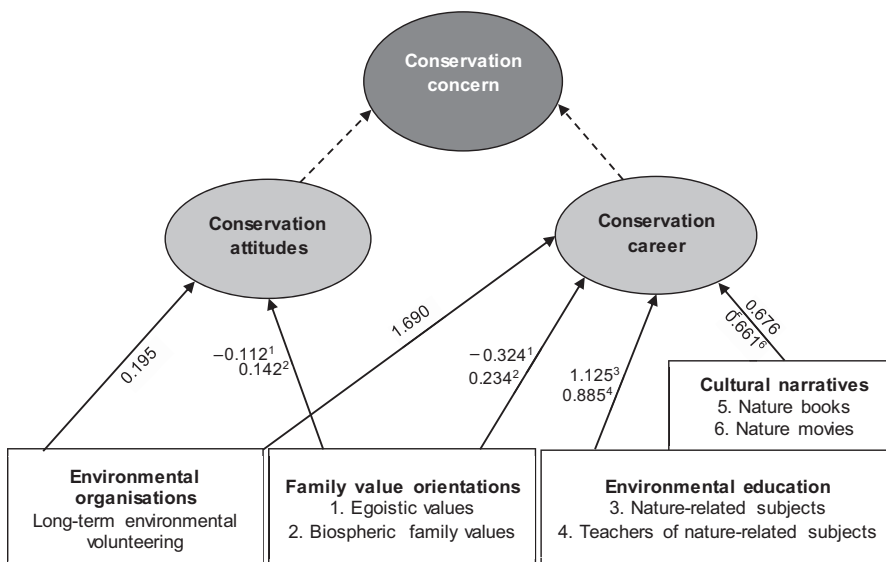 Conservation
concern
Conservation
attitudes
Conservation
career
0.195
−0.112¹
0.142²
1.690
−0.324¹
0.234²
1.125³
0.885⁴
0.676
0.661⁶
Cultural narratives
5. Nature books
6. Nature movies
Environmental
organisations
Long-term environmental
volunteering
Family value orientations
1. Egoistic values
2. Biospheric family values
Environmental education
3. Nature-related subjects
4. Teachers of nature-related subjects